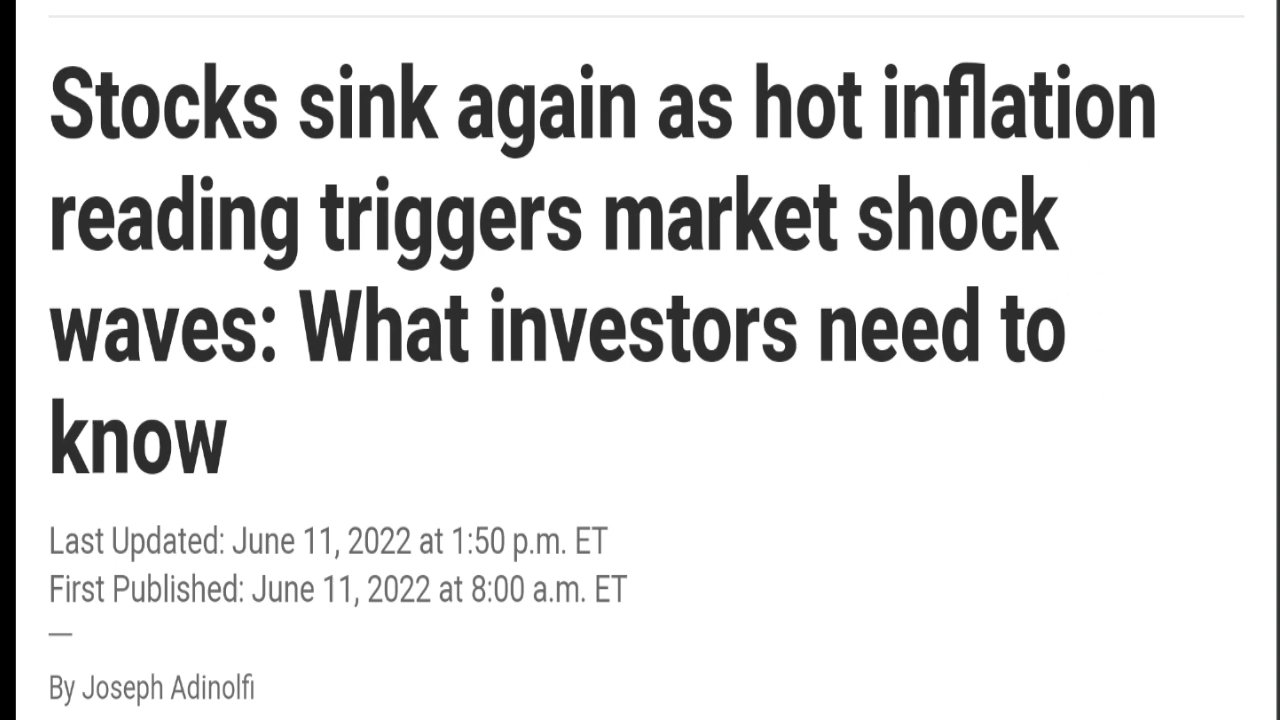 Stocks sink again as hot inflation
reading triggers market shock
waves: What investors need to
know
Last Updated: June 11, 2022 at 1:50 p.m. ET
First Published: June 11, 2022 at 8:00 a.m. ET
—
By Joseph Adinolfi